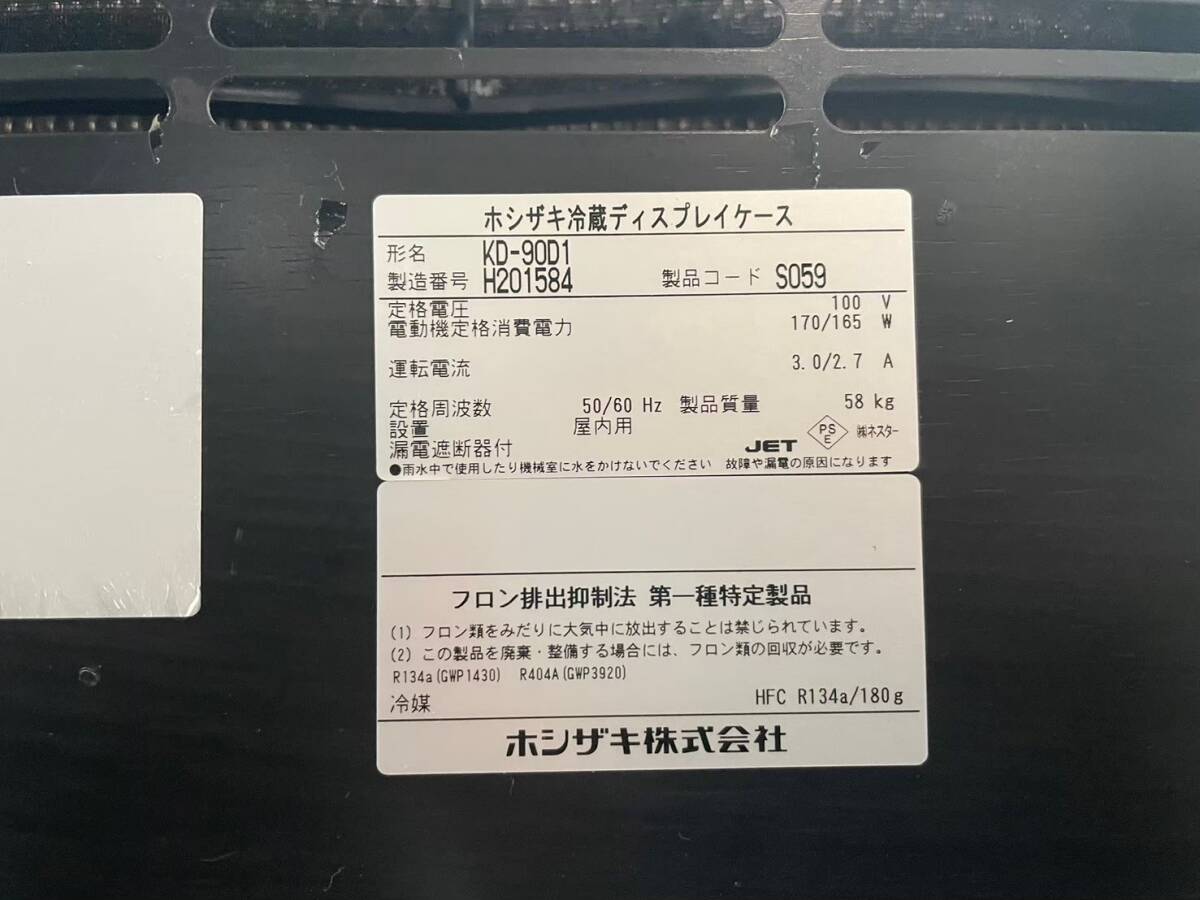 ホシザキ冷蔵ディスプレイケース
形名 KD-90D1
製造番号 H201584 製品コード S059
定格電圧 100 V
電動機定格消費電力 170/165 W
運転電流 3.0/2.7 A
定格周波数 50/60 Hz 製品質量 58 kg
設置 屋内用
漏電遮断器付 JET PS E ㈱ネスター
●雨水中で使用したり機械室に水をかけないでください 故障や漏電の原因になります
フロン排出抑制法 第一種特定製品
(1) フロン類をみだりに大気中に放出することは禁じられています。
(2) この製品を廃棄・整備する場合には、フロン類の回収が必要です。
R134a(GWP1430) R404A(GWP3920)
冷媒 HFC R134a/180g
ホシザキ株式会社